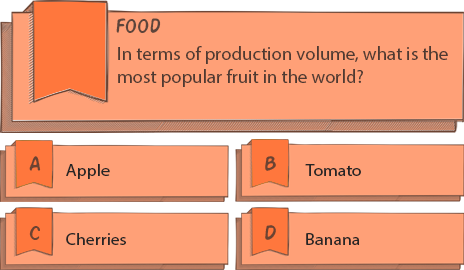 FOOD
In terms of production volume, what is the
most popular fruit in the world?
A Apple
B Tomato
C Cherries
D Banana